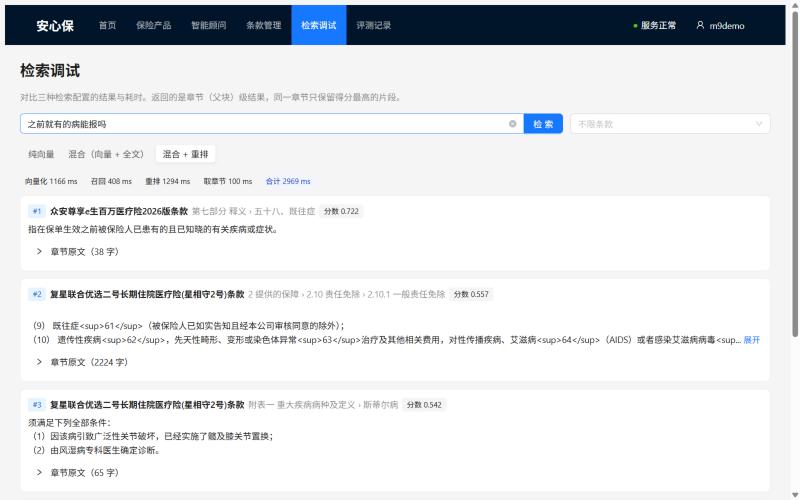 安心保 首页 保险产品 智能顾问 条款管理 检索调试 评测记录 服务正常 m9demo
检索调试
对比三种检索配置的结果与耗时。返回的是章节（父块）级结果，同一章节只保留得分最高的片段。
之前就有的病能报吗 检 索 不限条款
纯向量 混合（向量 + 全文） 混合 + 重排
向量化 1166 ms 召回 408 ms 重排 1294 ms 取章节 100 ms 合计 2969 ms
#1 众安尊享e生百万医疗险2026版条款 第七部分 释义 › 五十八、既往症 分数 0.722
指在保单生效之前被保险人已患有的且已知晓的有关疾病或症状。
章节原文（38 字）
#2 复星联合优选二号长期住院医疗险(星相守2号)条款 2 提供的保障 › 2.10 责任免除 › 2.10.1 一般责任免除 分数 0.557
（9） 既往症<sup>61</sup>（被保险人已如实告知且经本公司审核同意的除外）；
（10） 遗传性疾病<sup>62</sup>，先天性畸形、变形或染色体异常<sup>63</sup>治疗及其他相关费用，对性传播疾病、艾滋病<sup>64</sup>（AIDS）或者感染艾滋病病毒<sup... 展开
章节原文（2224 字）
#3 复星联合优选二号长期住院医疗险(星相守2号)条款 附表一 重大疾病病种及定义 › 斯蒂尔病 分数 0.542
须满足下列全部条件：
（1）因该病引致广泛性关节破坏，已经实施了髋及膝关节置换；
（2）由风湿病专科医生确定诊断。
章节原文（65 字）